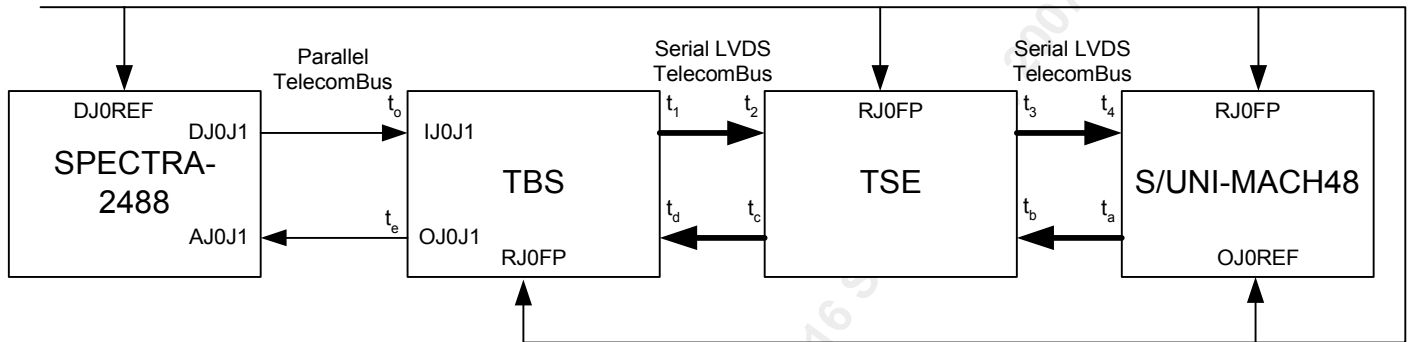 Parallel
TelecomBus
Serial LVDS
TelecomBus
Serial LVDS
TelecomBus
DJ0REF
DJ0J1
SPECTRA-
2488
AJ0J1
to
te
IJ0J1
TBS
OJ0J1
RJ0FP
t1
t2
td
tc
RJ0FP
TSE
t3
t4
tb
ta
RJ0FP
S/UNI-MACH48
OJ0REF